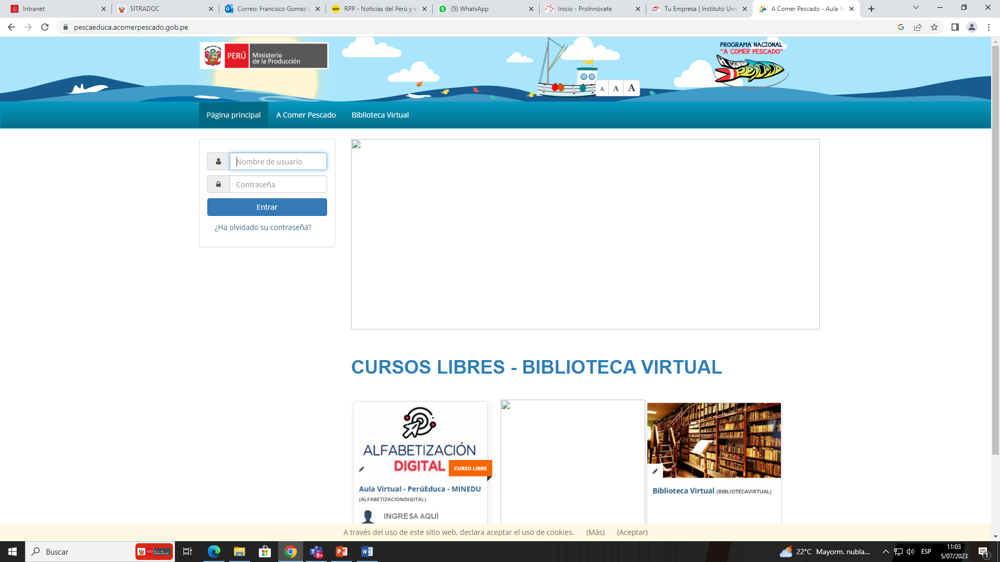 Intranet
SITRADOC
Correo: Francisco Gomez L
RPP - Noticias del Perú y e
(5) WhatsApp
Inicio - ProInnóvate
Tu Empresa | Instituto Univ
A Comer Pescado - Aula Vi
pescaeduca.acomerpescado.gob.pe
PERÚ
Ministerio
de la Producción
PROGRAMA NACIONAL
"A COMER PESCADO"
A COMER
PESCADO
A A A
Página principal
A Comer Pescado
Biblioteca Virtual
Nombre de usuario
Contraseña
Entrar
¿Ha olvidado su contraseña?
CURSOS LIBRES - BIBLIOTECA VIRTUAL
ALFABETIZACIÓN
DIGITAL
CURSO LIBRE
Aula Virtual - PerúEduca - MINEDU
(ALFABETIZACIONDIGITAL)
INGRESA AQUÍ
Biblioteca Virtual (BIBLIOTECAVIRTUAL)
A través del uso de este sitio web, declara aceptar el uso de cookies. (Más) (Aceptar)
Buscar
22°C Mayorm. nubla...
ESP
11:03
5/07/2023